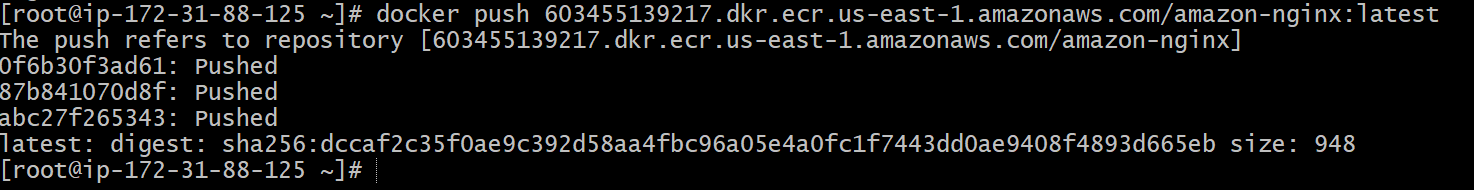 [root@ip-172-31-88-125 ~]# docker push 603455139217.dkr.ecr.us-east-1.amazonaws.com/amazon-nginx:latest
The push refers to repository [603455139217.dkr.ecr.us-east-1.amazonaws.com/amazon-nginx]
0f6b30f3ad61: Pushed
87b841070d8f: Pushed
abc27f265343: Pushed
latest: digest: sha256:dccaf2c35f0ae9c392d58aa4fbc96a05e4a0fc1f7443dd0ae9408f4893d665eb size: 948
[root@ip-172-31-88-125 ~]#